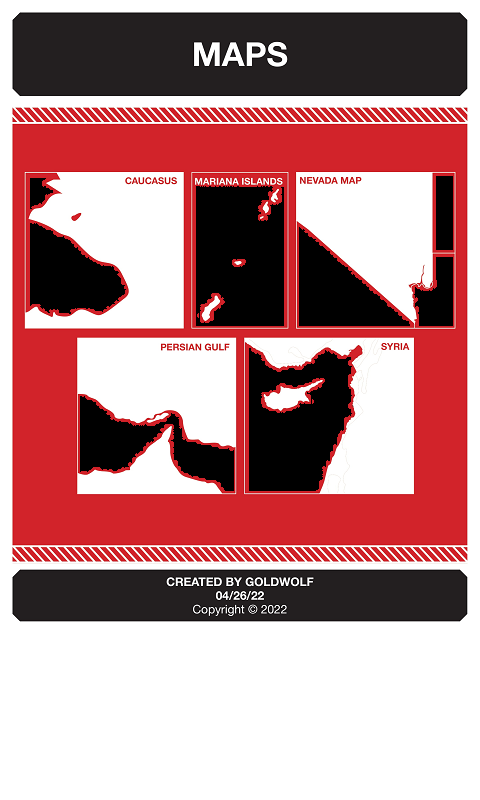 MAPS
CAUCASUS
MARIANA ISLANDS
NEVADA MAP
PERSIAN GULF
SYRIA
CREATED BY GOLDWOLF
04/26/22
Copyright © 2022